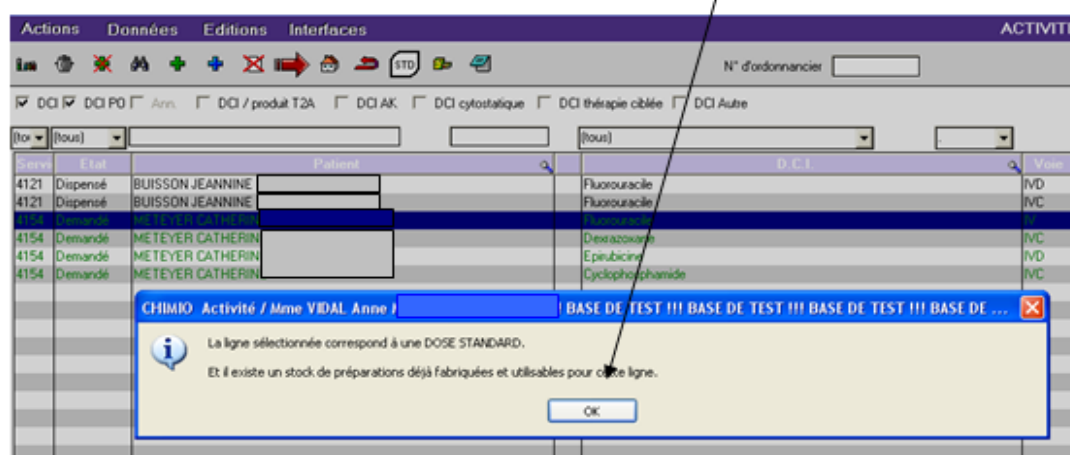 Actions Données Editions Interfaces ACTIVITE
STD N° d'ordonnancier
DCI DCI PO Ann. DCI / produit T2A DCI AK DCI cytostatique DCI thérapie ciblée DCI Autre
(to (tous) (tous) .
Servi Etat Patient D.C.I. Voie
4121 Dispensé BUISSON JEANNINE Fluorouracile IVD
4121 Dispensé BUISSON JEANNINE Fluorouracile IVC
4154 Demandé METEYER CATHERIN Fluorouracile IV
4154 Demandé METEYER CATHERIN Dexrazoxane IVC
4154 Demandé METEYER CATHERIN Epirubicine IVD
4154 Demandé METEYER CATHERIN Cyclophosphamide IVC
CHIMIO Activité / Mme VIDAL Anne ! BASE DE TEST !!! BASE DE TEST !!! BASE DE TEST !!! BASE DE ...
La ligne sélectionnée correspond à une DOSE STANDARD.
Et il existe un stock de préparations déjà fabriquées et utilisables pour cette ligne.
OK